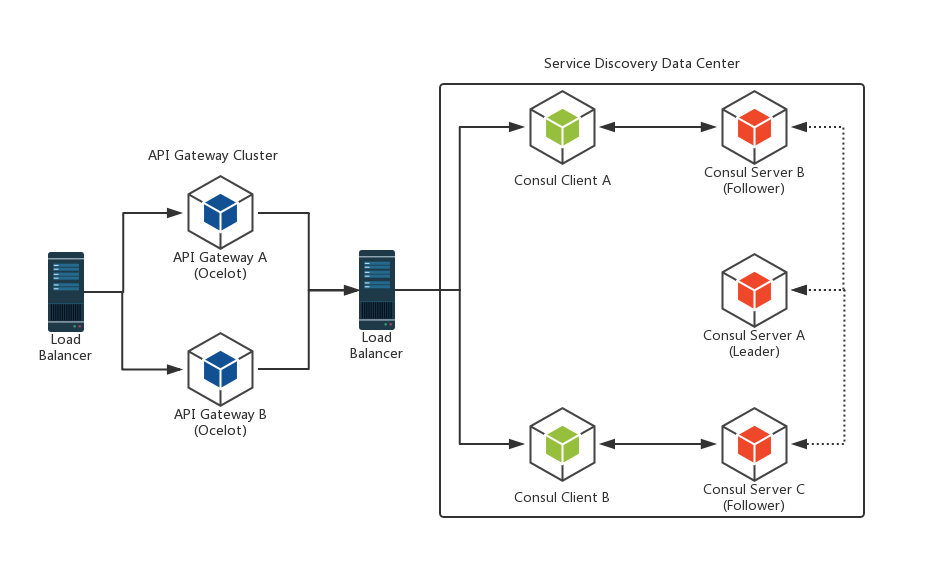 Service Discovery Data Center
API Gateway Cluster
Consul Client A
Consul Server B
(Follower)
API Gateway A
(Ocelot)
Load
Balancer
Load
Balancer
Consul Server A
(Leader)
API Gateway B
(Ocelot)
Consul Client B
Consul Server C
(Follower)